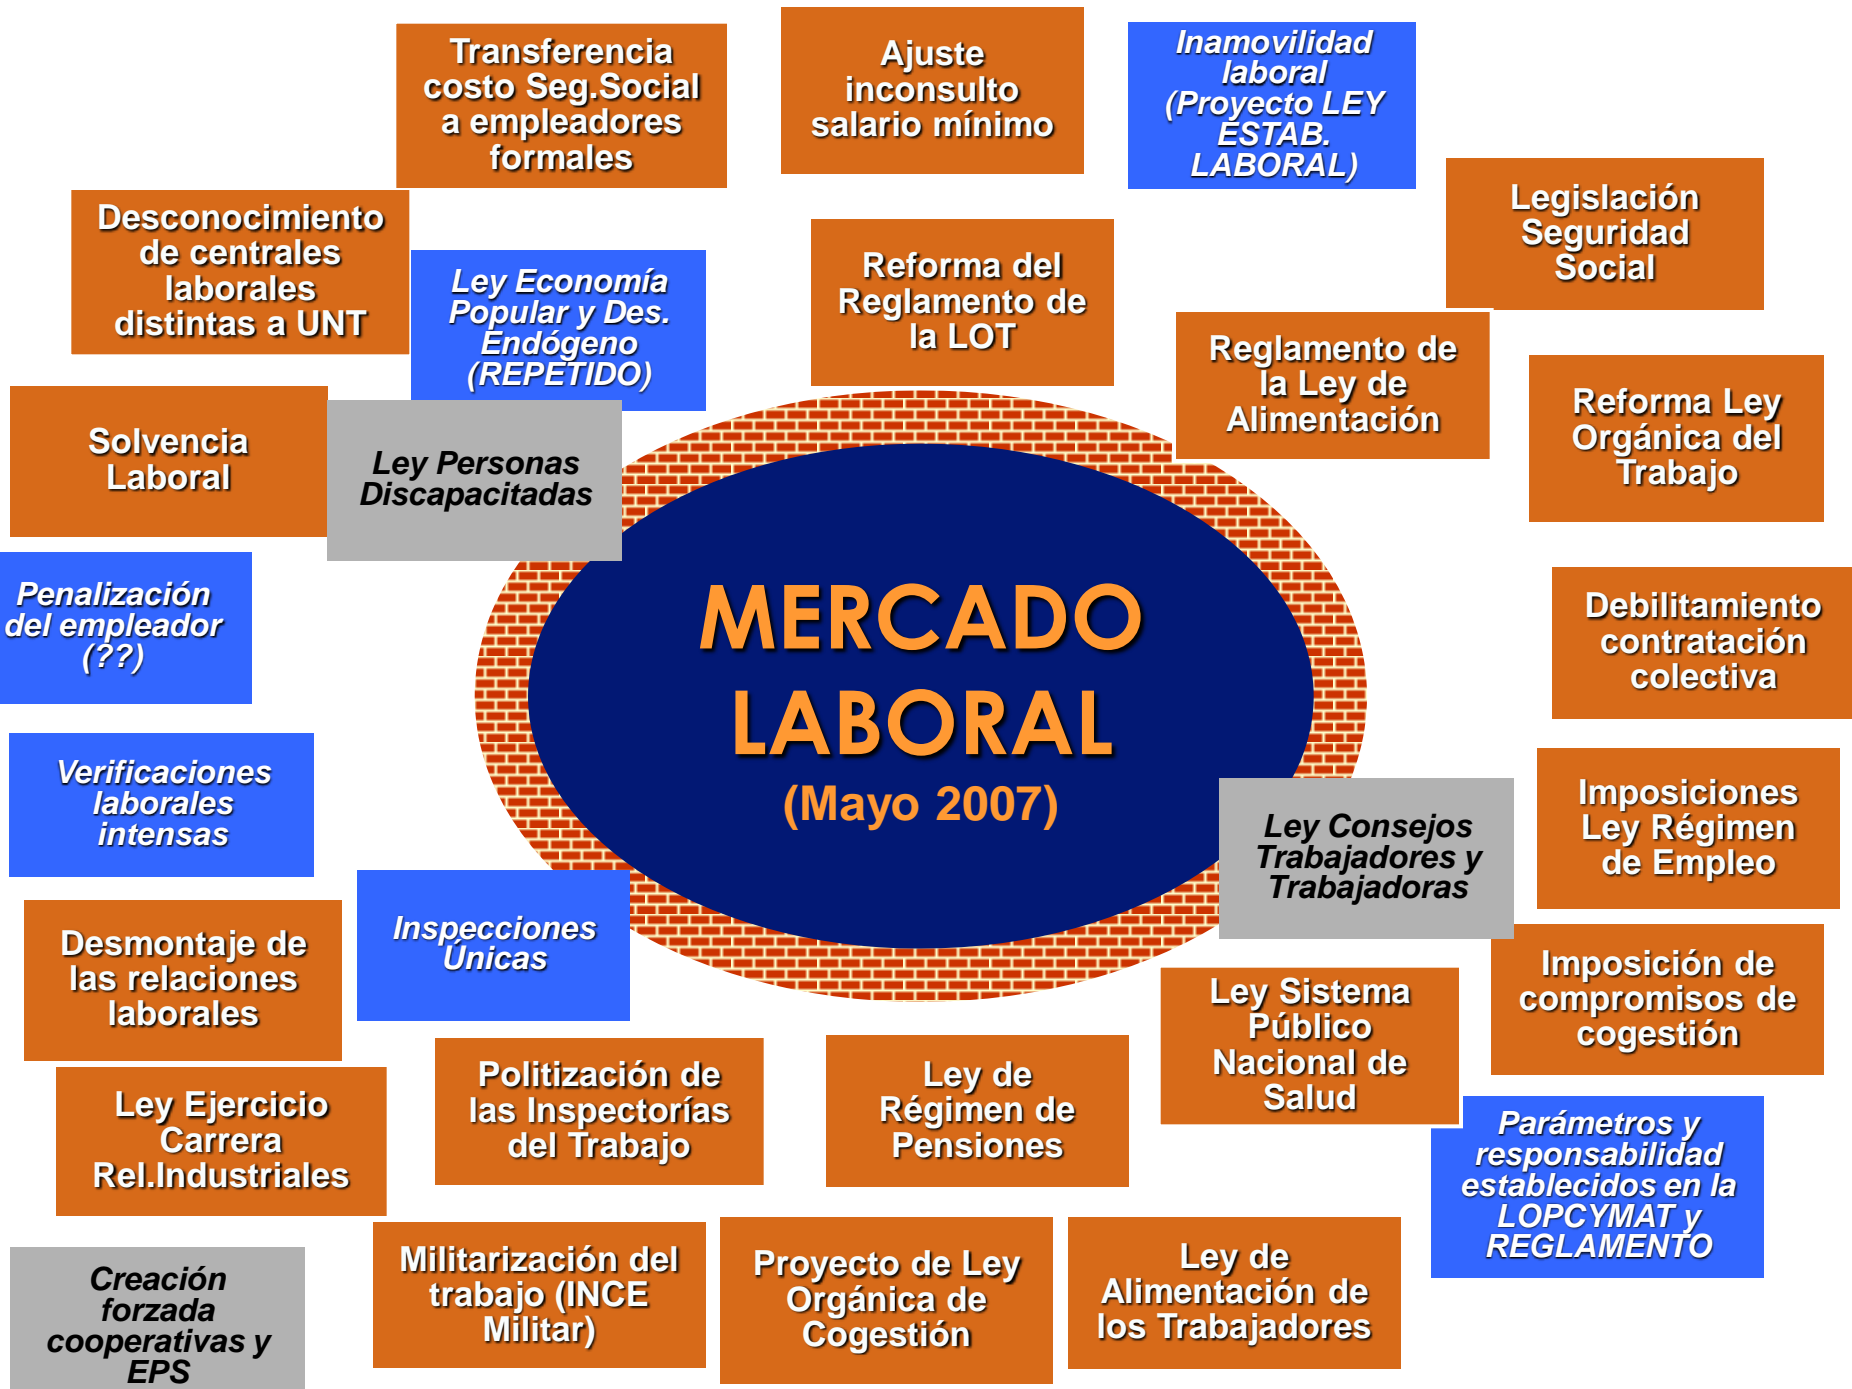 Transferencia
costo Seg.Social
a empleadores
formales
Ajuste
inconsulto
salario mínimo
Inamovilidad
laboral
(Proyecto LEY
ESTAB.
LABORAL)
Legislación
Seguridad
Social
Desconocimiento
de centrales
laborales
distintas a UNT
Ley Economía
Popular y Des.
Endógeno
(REPETIDO)
Reforma del
Reglamento de
la LOT
Reglamento de
la Ley de
Alimentación
Reforma Ley
Orgánica del
Trabajo
Solvencia
Laboral
Ley Personas
Discapacitadas
Penalización
del empleador
(??)
MERCADO
LABORAL
(Mayo 2007)
Debilitamiento
contratación
colectiva
Verificaciones
laborales
intensas
Ley Consejos
Trabajadores y
Trabajadoras
Imposiciones
Ley Régimen
de Empleo
Desmontaje de
las relaciones
laborales
Inspecciones
Únicas
Ley Sistema
Público
Nacional de
Salud
Imposición de
compromisos de
cogestión
Ley Ejercicio
Carrera
Rel.Industriales
Politización de
las Inspectorías
del Trabajo
Ley de
Régimen de
Pensiones
Parámetros y
responsabilidad
establecidos en la
LOPCYMAT y
REGLAMENTO
Creación
forzada
cooperativas y
EPS
Militarización del
trabajo (INCE
Militar)
Proyecto de Ley
Orgánica de
Cogestión
Ley de
Alimentación de
los Trabajadores